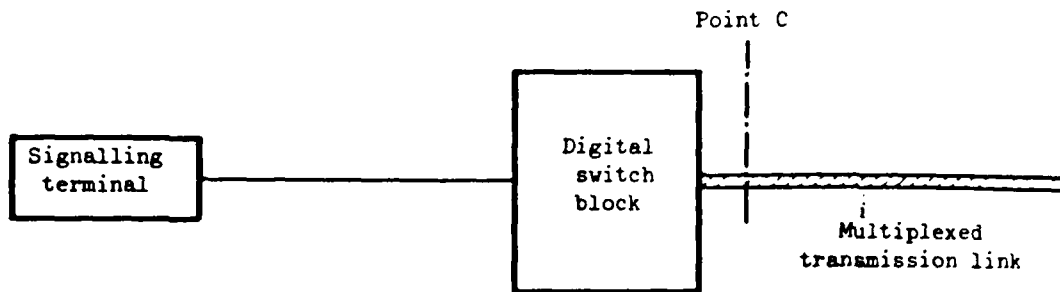 Point C
Signalling
terminal
Digital
switch
block
Multiplexed
transmission link